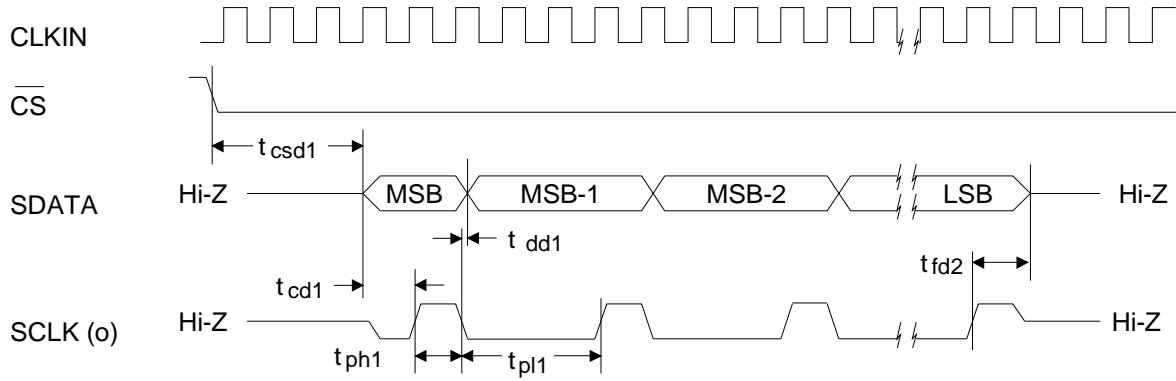 CLKIN
CS
t csd1
SDATA
Hi-Z
MSB
MSB-1
MSB-2
LSB
Hi-Z
t dd1
t cd1
t fd2
SCLK (o)
Hi-Z
Hi-Z
t ph1
t pl1